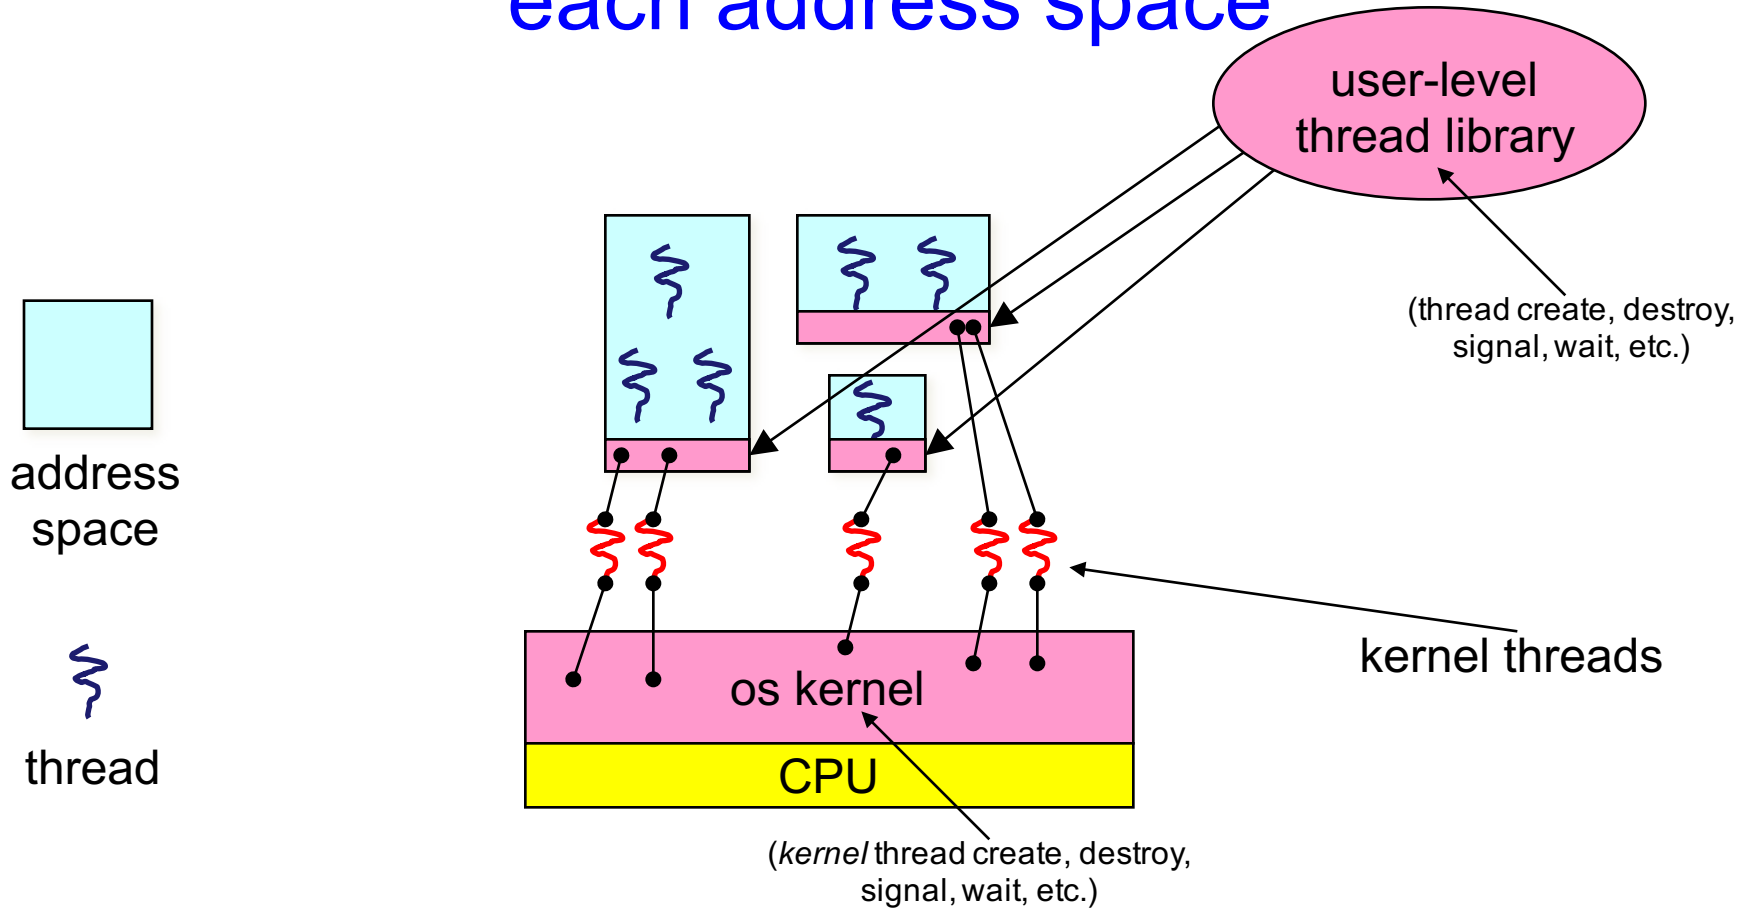 each address space
user-level
thread library
(thread create, destroy,
signal, wait, etc.)
address
space
thread
kernel threads
os kernel
CPU
(kernel thread create, destroy,
signal, wait, etc.)